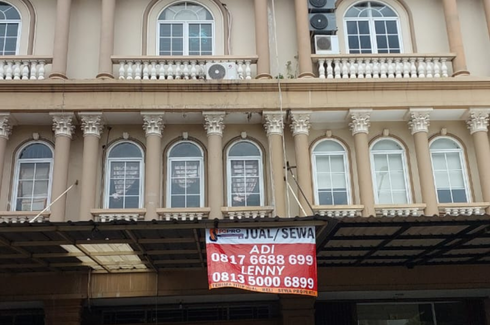 JUAL/SEWA
ADI
0817 6688 699
LENNY
0813 5000 6899